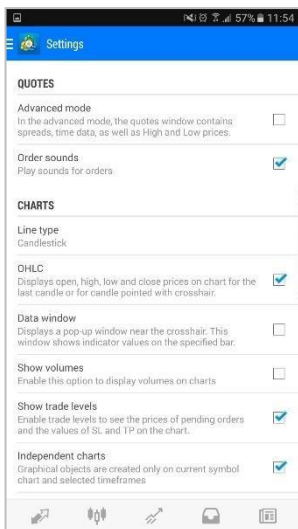 57% 11:54
Settings
QUOTES
Advanced mode
In the advanced mode, the quotes window contains
spreads, time data, as well as High and Low prices.
Order sounds
Play sounds for orders
CHARTS
Line type
Candlestick
OHLC
Displays open, high, low and close prices on chart for the
last candle or for candle pointed with crosshair.
Data window
Displays a pop-up window near the crosshair. This
window shows indicator values on the specified bar.
Show volumes
Enable this option to display volumes on charts
Show trade levels
Enable trade levels to see the prices of pending orders
and the values of SL and TP on the chart.
Independent charts
Graphical objects are created only on current symbol
chart and selected timeframes